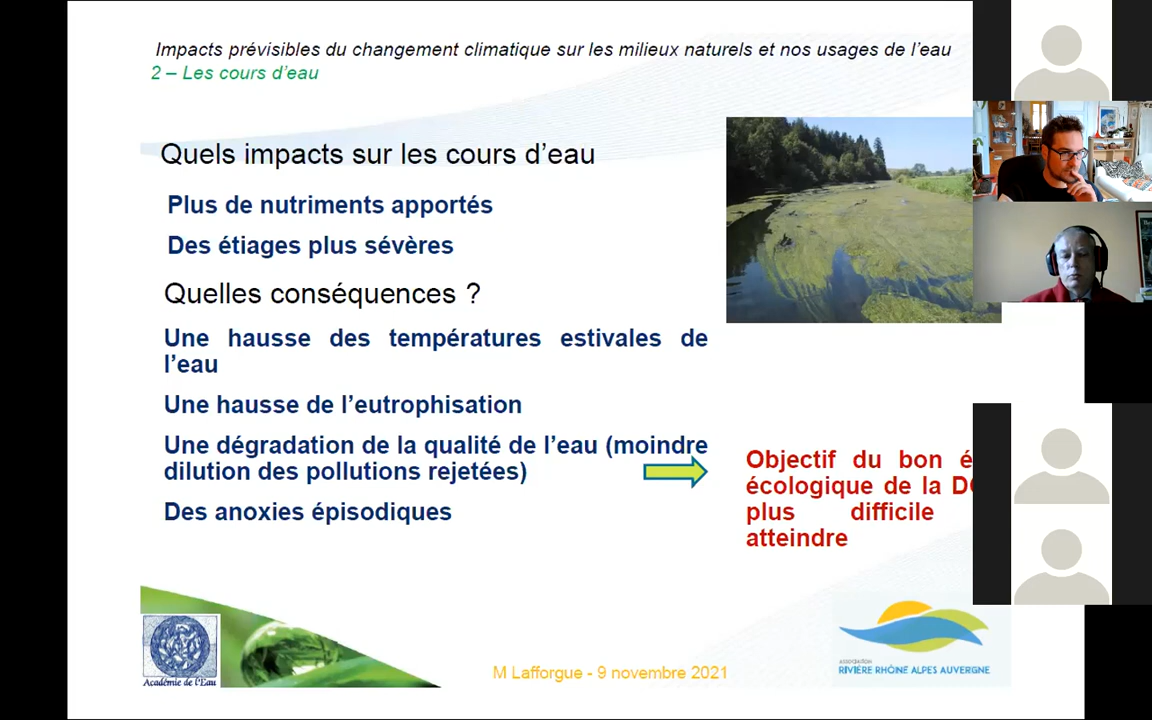 Impacts prévisibles du changement climatique sur les milieux naturels et nos usages de l'eau
2 – Les cours d'eau
Quels impacts sur les cours d'eau
Plus de nutriments apportés
Des étiages plus sévères
Quelles conséquences ?
Une hausse des températures estivales de
l'eau
Une hausse de l'eutrophisation
Une dégradation de la qualité de l'eau (moindre
dilution des pollutions rejetées)
Des anoxies épisodiques
Objectif du bon
écologique de la
plus difficile
atteindre
Académie de l'Eau
M Lafforgue - 9 novembre 2021
ASSOCIATION
RIVIÈRE RHÔNE ALPES AUVERGNE